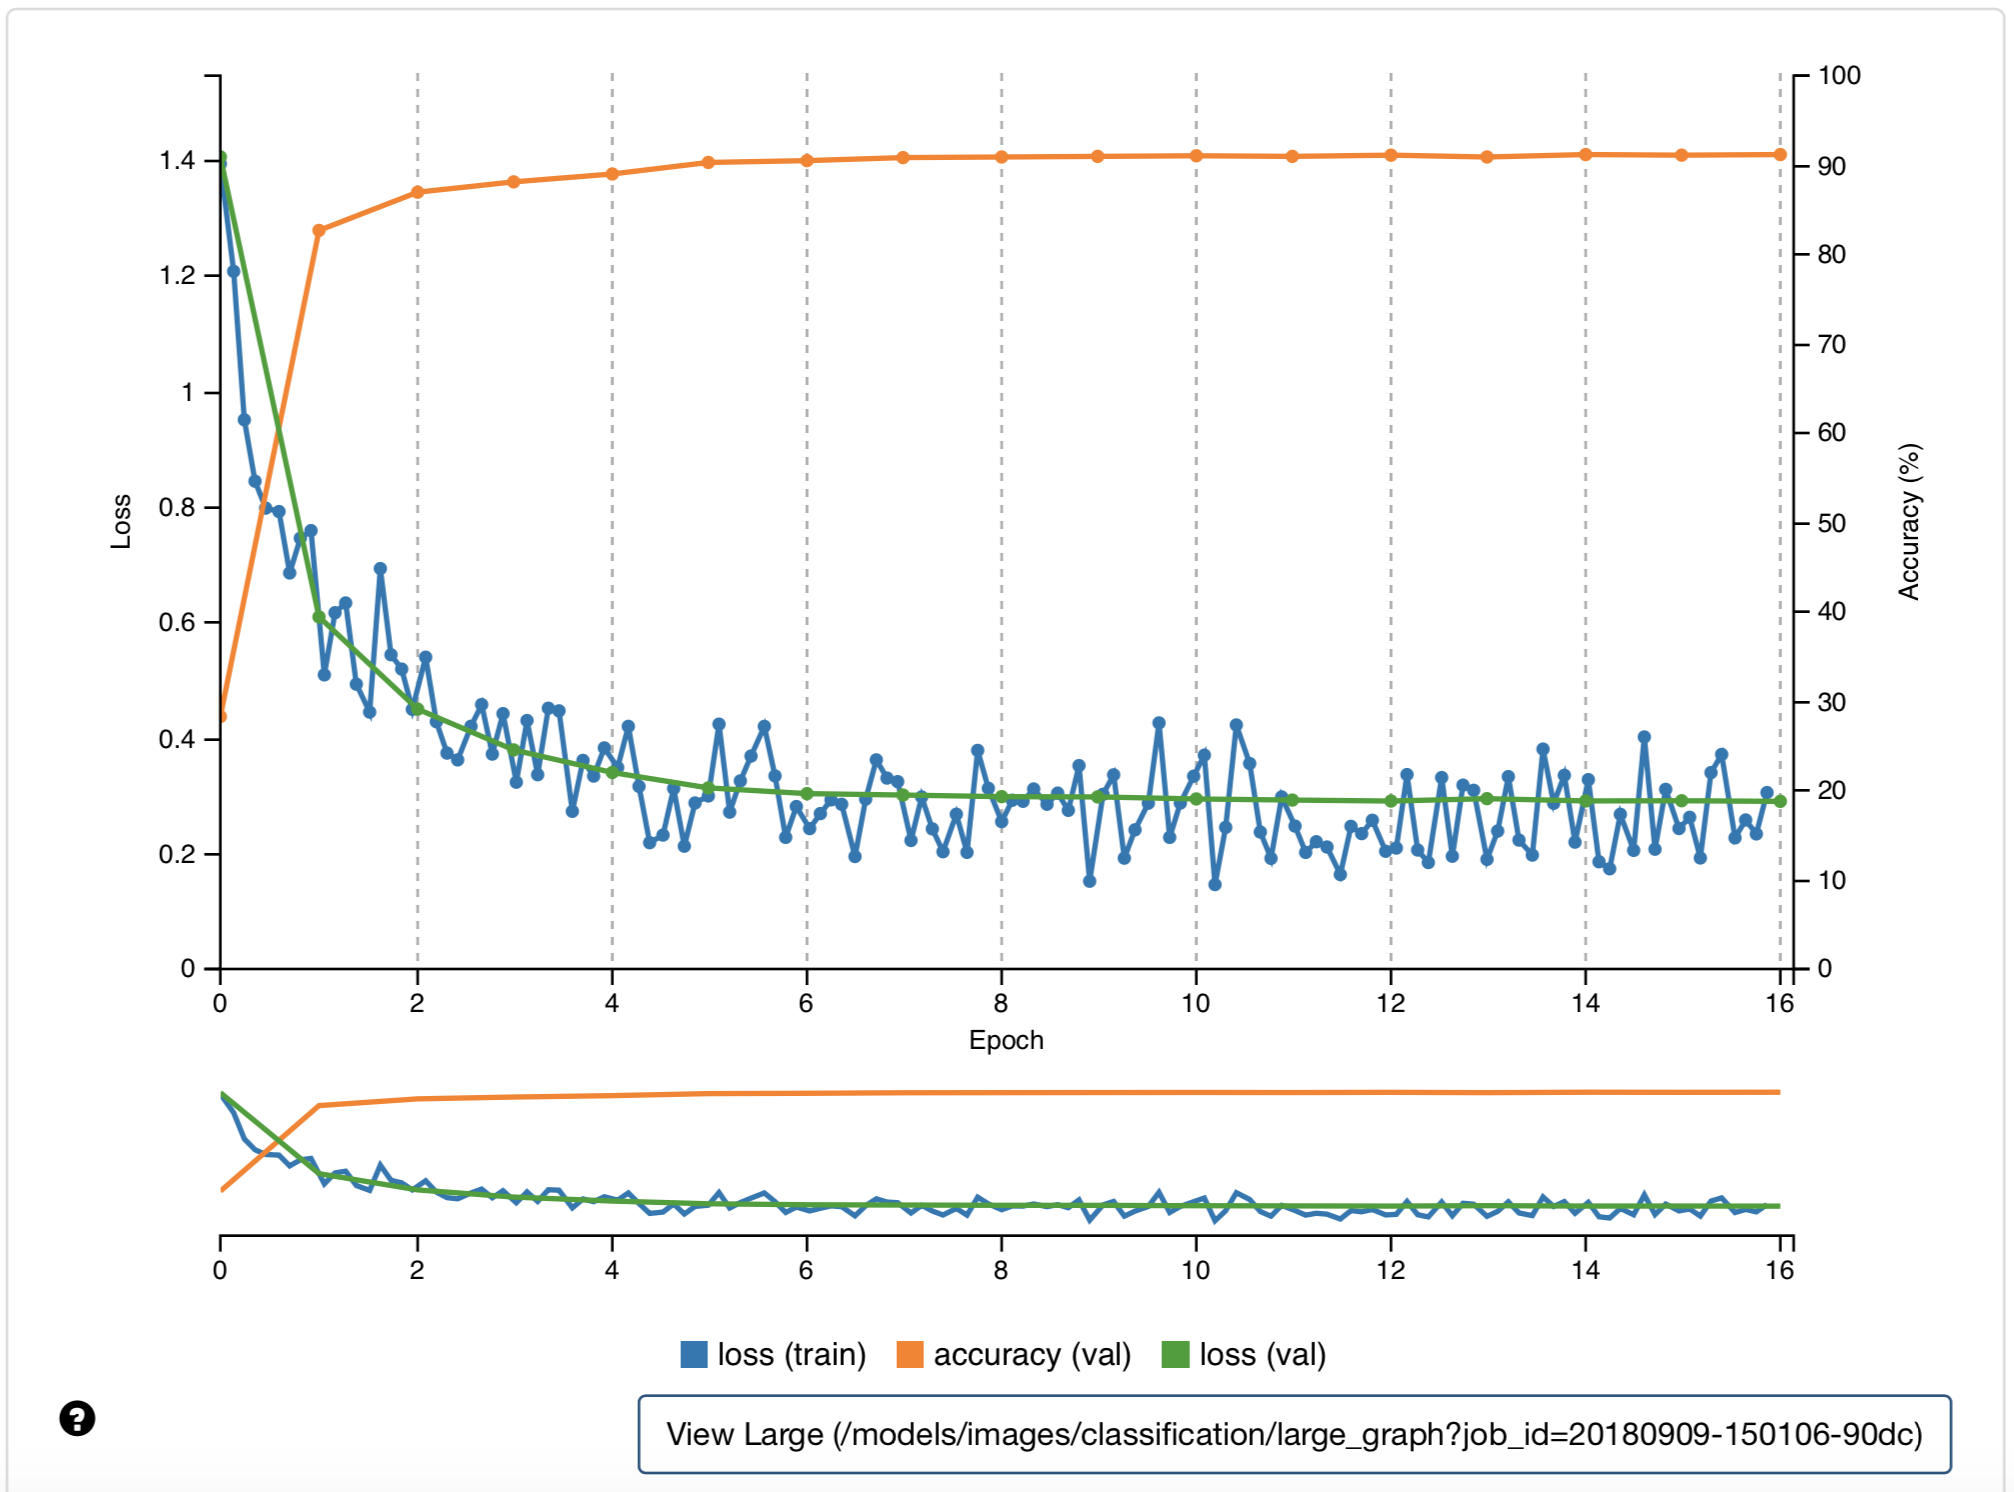 100
1.4
90
1.2
80
1
70
60
0.8
50
Loss
Accuracy (%)
0.6
40
0.4
30
20
0.2
10
0
0
0 2 4 6 8 10 12 14 16
Epoch
0 2 4 6 8 10 12 14 16
loss (train) accuracy (val) loss (val)
?
View Large (/models/images/classification/large_graph?job_id=20180909-150106-90dc)